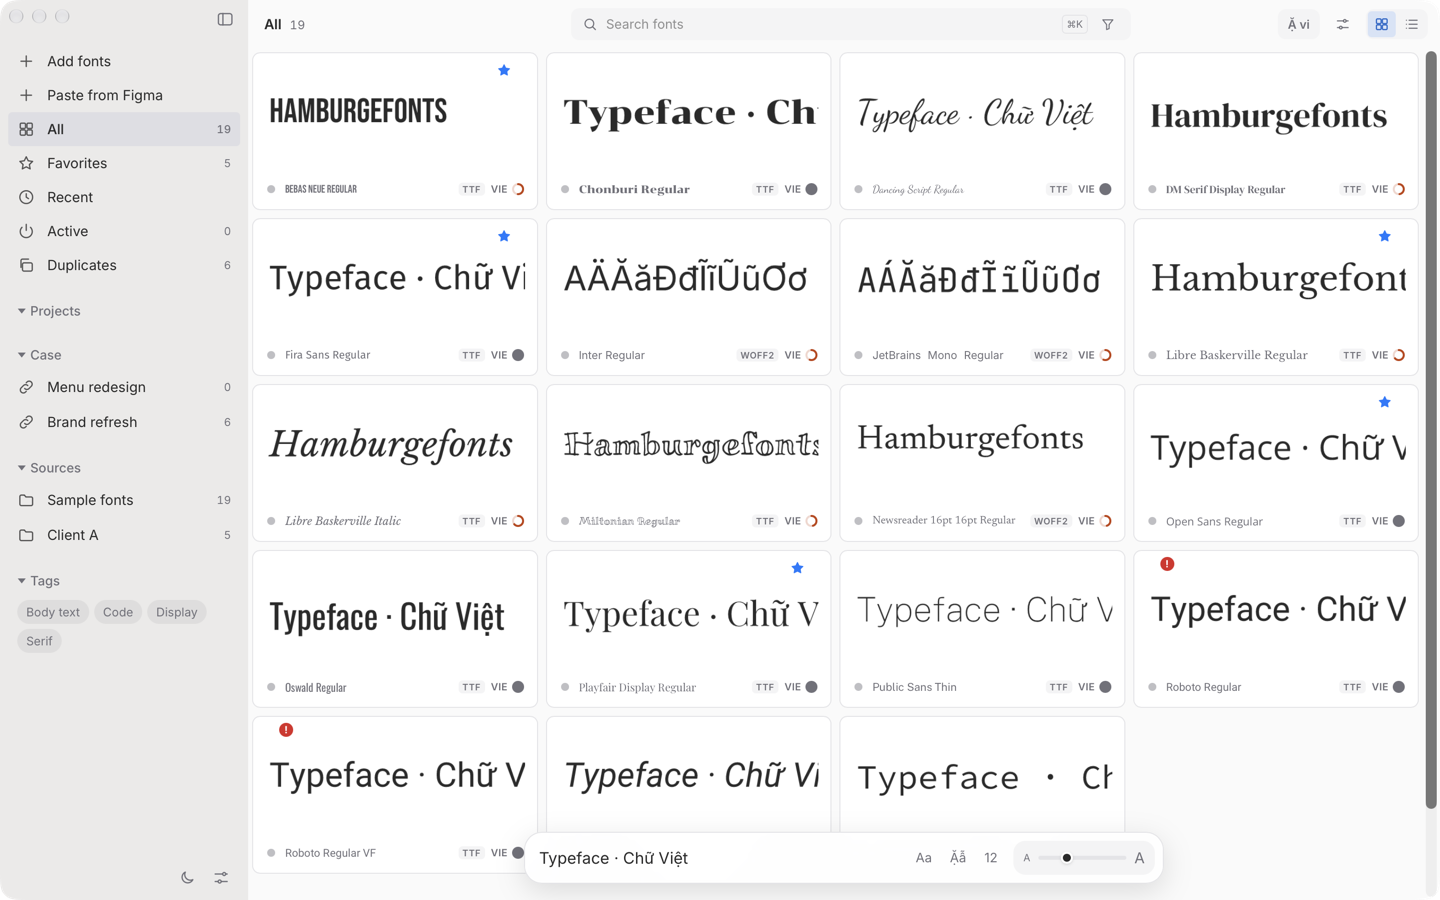 All 19
Search fonts
⌘K
Ặ vi
Add fonts
Paste from Figma
All 19
Favorites 5
Recent
Active 0
Duplicates 6
Projects
Case
Menu redesign 0
Brand refresh 6
Sources
Sample fonts 19
Client A 5
Tags
Body text Code Display
Serif
HAMBURGEFONTS
BEBAS NEUE REGULAR TTF VIE
Typeface · Ch
Chonburi Regular TTF VIE
Typeface · Chữ Việt
Dancing Script Regular TTF VIE
Hamburgefonts
DM Serif Display Regular TTF VIE
Typeface · Chữ Vi
Fira Sans Regular TTF VIE
AÄĂăĐđĨĩŨũƠơ
Inter Regular WOFF2 VIE
AÁĂăĐđĨĩŨũƠơ
JetBrains Mono Regular WOFF2 VIE
Hamburgefont
Libre Baskerville Regular TTF VIE
Hamburgefonts
Libre Baskerville Italic TTF VIE
Hamburgefonts
Miltonian Regular TTF VIE
Hamburgefonts
Newsreader 16pt 16pt Regular WOFF2 VIE
Typeface · Chữ V
Open Sans Regular TTF VIE
Typeface · Chữ Việt
Oswald Regular TTF VIE
Typeface · Chữ V
Playfair Display Regular TTF VIE
Typeface · Chữ V
Public Sans Thin TTF VIE
Typeface · Chữ V
Roboto Regular TTF VIE
Typeface · Chữ V
Roboto Regular VF TTF VIE
Typeface · Chữ Vi
Typeface · Ch
Typeface · Chữ Việt Aa Ặẫ 12 A A